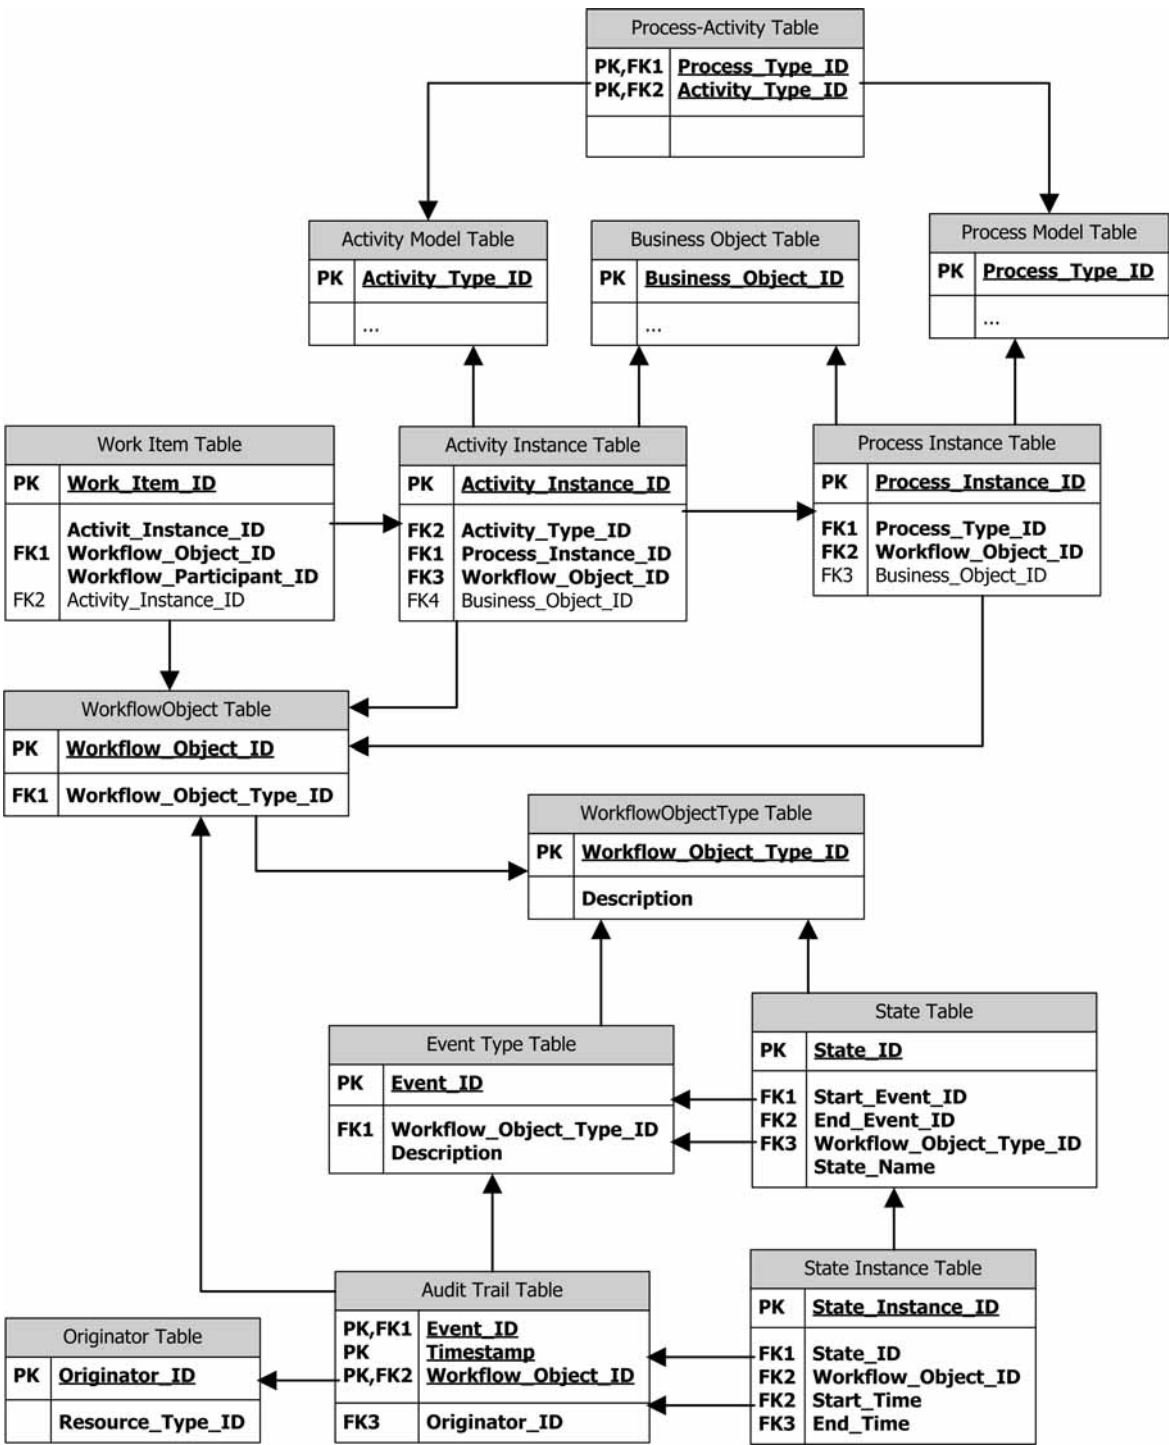 Process-Activity Table
PK,FK1 Process_Type_ID
PK,FK2 Activity_Type_ID
Activity Model Table
PK Activity_Type_ID
...
Business Object Table
PK Business_Object_ID
...
Process Model Table
PK Process_Type_ID
...
Work Item Table
PK Work_Item_ID
Activit_Instance_ID
FK1 Workflow_Object_ID
Workflow_Participant_ID
FK2 Activity_Instance_ID
Activity Instance Table
PK Activity_Instance_ID
FK2 Activity_Type_ID
FK1 Process_Instance_ID
FK3 Workflow_Object_ID
FK4 Business_Object_ID
Process Instance Table
PK Process_Instance_ID
FK1 Process_Type_ID
FK2 Workflow_Object_ID
FK3 Business_Object_ID
WorkflowObject Table
PK Workflow_Object_ID
FK1 Workflow_Object_Type_ID
WorkflowObjectType Table
PK Workflow_Object_Type_ID
Description
Event Type Table
PK Event_ID
FK1 Workflow_Object_Type_ID
Description
State Table
PK State_ID
FK1 Start_Event_ID
FK2 End_Event_ID
FK3 Workflow_Object_Type_ID
State_Name
Originator Table
PK Originator_ID
Resource_Type_ID
Audit Trail Table
PK,FK1 Event_ID
PK Timestamp
PK,FK2 Workflow_Object_ID
FK3 Originator_ID
State Instance Table
PK State_Instance_ID
FK1 State_ID
FK2 Workflow_Object_ID
FK2 Start_Time
FK3 End_Time